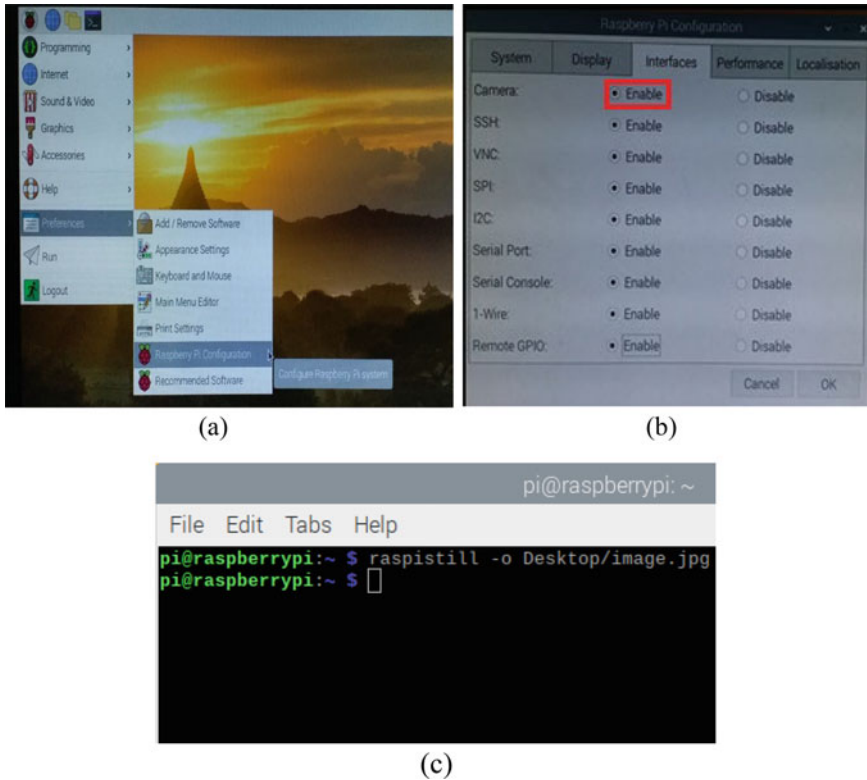 Programming
Internet
Sound & Video
Graphics
Accessories
Help
Preferences
Run
Logout
Add / Remove Software
Appearance Settings
Keyboard and Mouse
Main Menu Editor
Print Settings
Raspberry Pi Configuration
Recommended Software
Configure Raspberry Pi system
(a)
Raspberry Pi Configuration
System Display Interfaces Performance Localisation
Camera: Enable Disable
SSH: Enable Disable
VNC: Enable Disable
SPI: Enable Disable
I2C: Enable Disable
Serial Port: Enable Disable
Serial Console: Enable Disable
1-Wire: Enable Disable
Remote GPIO: Enable Disable
Cancel OK
(b)
pi@raspberrypi: ~
File Edit Tabs Help
pi@raspberrypi:~ $ raspistill -o Desktop/image.jpg
pi@raspberrypi:~ $
(c)